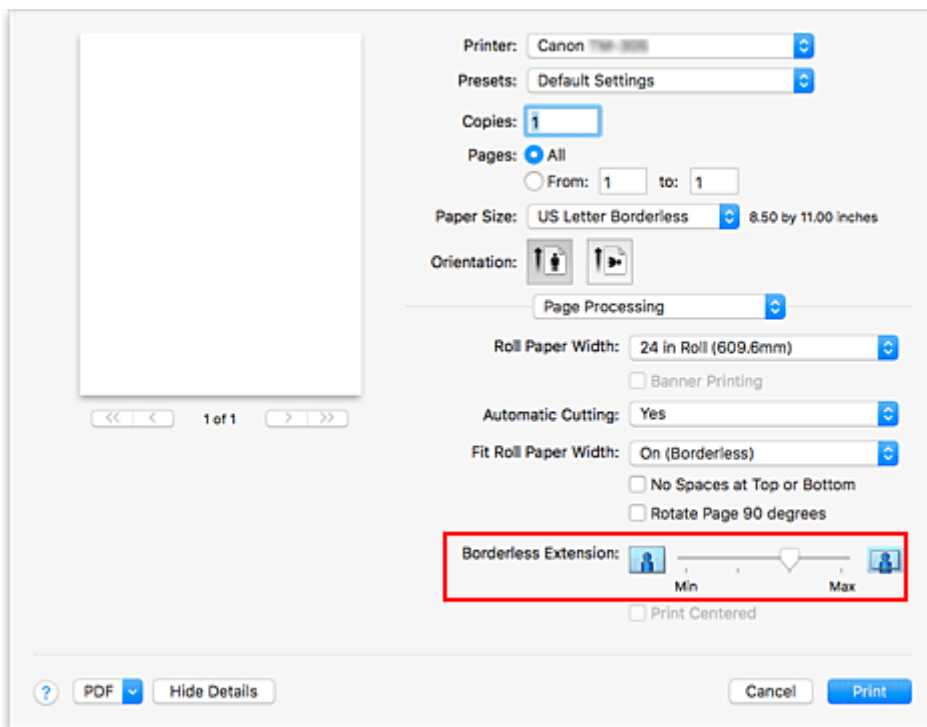 Printer: Canon
Presets: Default Settings
Copies: 1
Pages: All
From: 1 to: 1
Paper Size: US Letter Borderless 8.50 by 11.00 inches
Orientation:
Page Processing
Roll Paper Width: 24 in Roll (609.6mm)
Banner Printing
<< < 1 of 1 > >>
Automatic Cutting: Yes
Fit Roll Paper Width: On (Borderless)
No Spaces at Top or Bottom
Rotate Page 90 degrees
Borderless Extension:
Min Max
Print Centered
? PDF Hide Details Cancel Print